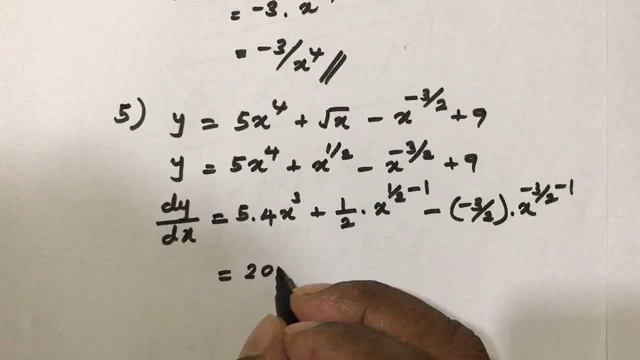 = -3 . x
= -3/x⁴ //
5) y = 5x⁴ + √x - x^(-3/2) + 9
y = 5x⁴ + x^(1/2) - x^(-3/2) + 9
dy/dx = 5.4x³ + 1/2 . x^(1/2 - 1) - (-3/2) . x^(-3/2 - 1)
= 20